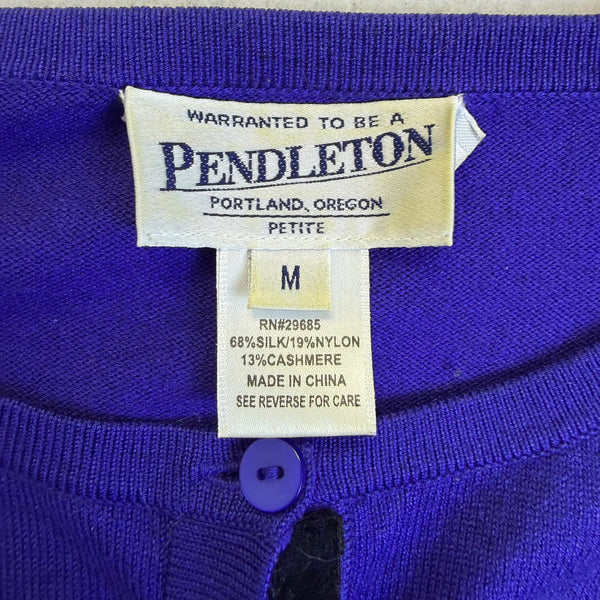 WARRANTED TO BE A
PENDLETON
PORTLAND, OREGON
PETITE
M
RN#29685
68%SILK/19%NYLON
13%CASHMERE
MADE IN CHINA
SEE REVERSE FOR CARE